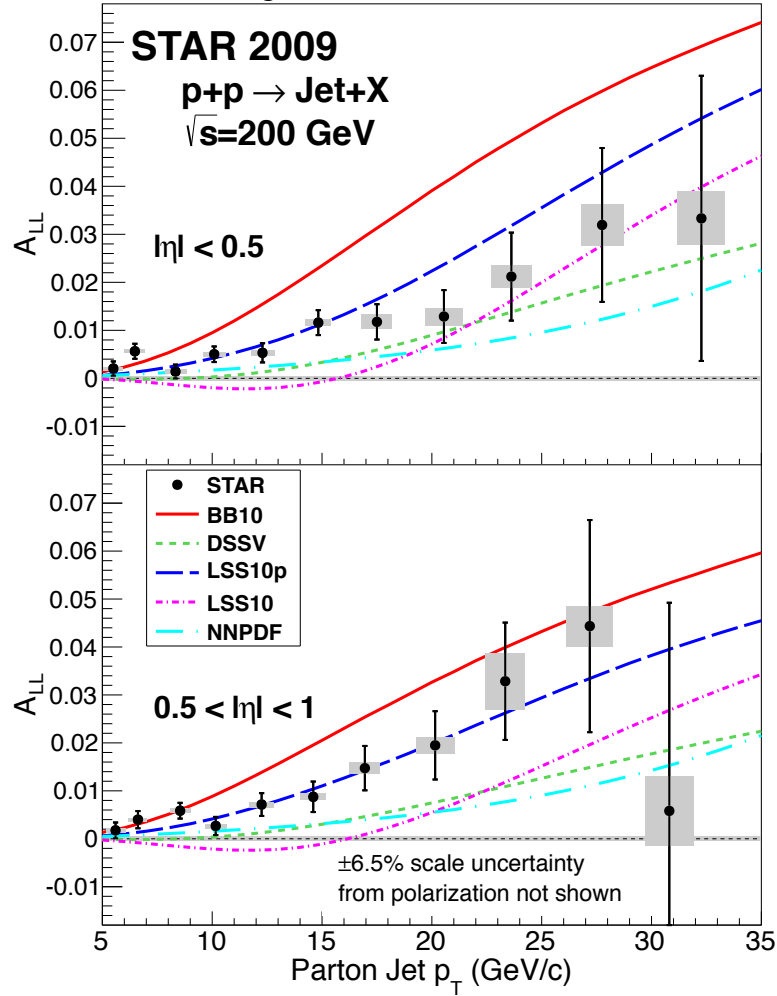 STAR 2009
p+p → Jet+X
√s=200 GeV
0.07
0.06
0.05
0.04
0.03
0.02
0.01
0
-0.01
A_LL
|η| < 0.5
STAR
BB10
DSSV
LSS10p
LSS10
NNPDF
0.07
0.06
0.05
0.04
0.03
0.02
0.01
0
-0.01
A_LL
0.5 < |η| < 1
±6.5% scale uncertainty
from polarization not shown
5 10 15 20 25 30 35
Parton Jet p_T (GeV/c)